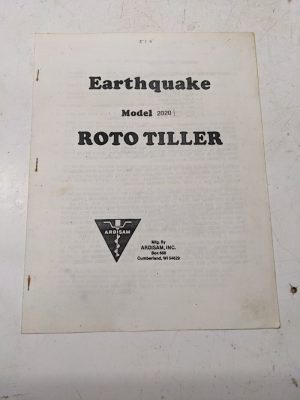 Earthquake
Model 2020
ROTO TILLER
ARDISAM
Mfg. By
ARDISAM, INC.
Box 666
Cumberland, WI 54829